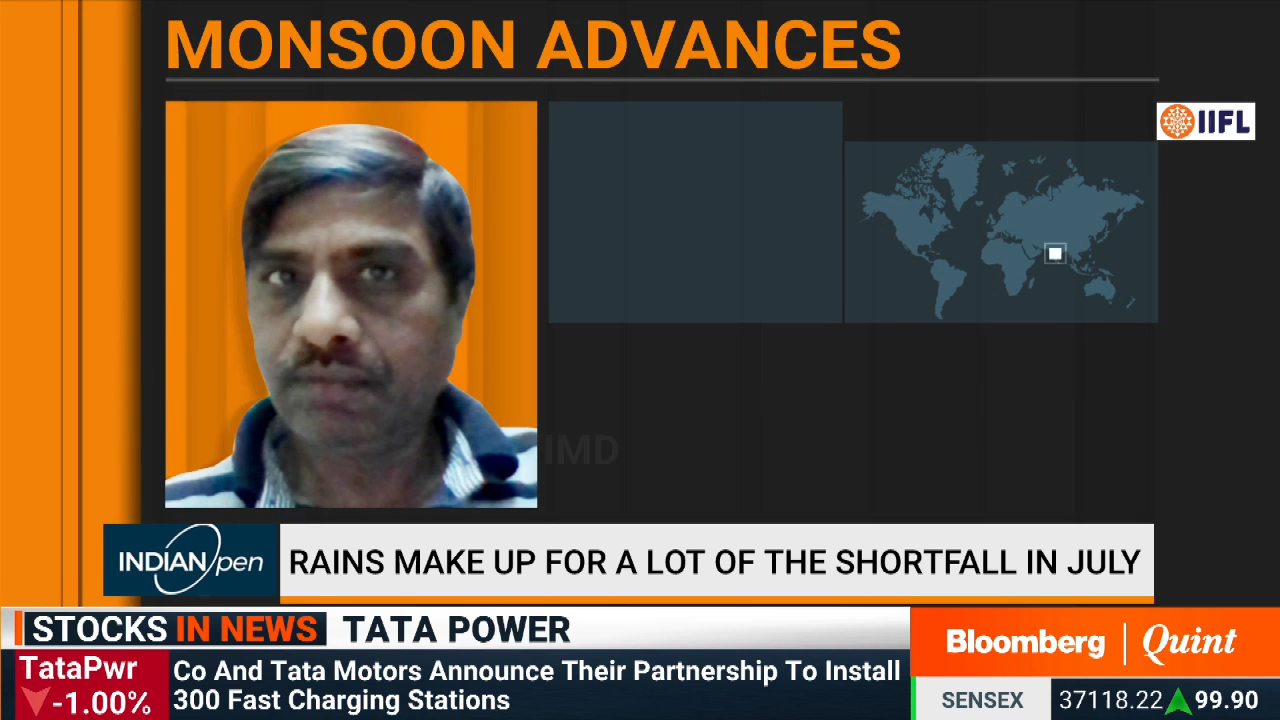 MONSOON ADVANCES
IIFL
IMD
INDIAN Open
RAINS MAKE UP FOR A LOT OF THE SHORTFALL IN JULY
STOCKS IN NEWS TATA POWER
TataPwr
-1.00%
Co And Tata Motors Announce Their Partnership To Install
300 Fast Charging Stations
Bloomberg | Quint
SENSEX 37118.22 99.90